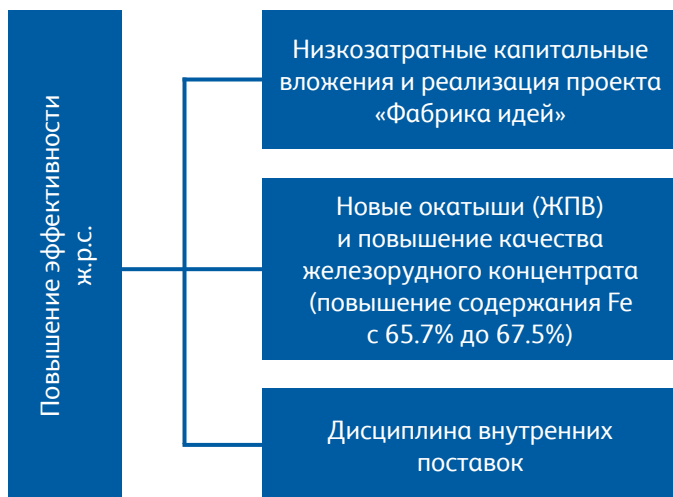 Повышение эффективности
ж.р.с.
Низкозатратные капитальные
вложения и реализация проекта
«Фабрика идей»
Новые окатыши (ЖПВ)
и повышение качества
железорудного концентрата
(повышение содержания Fe
с 65.7% до 67.5%)
Дисциплина внутренних
поставок